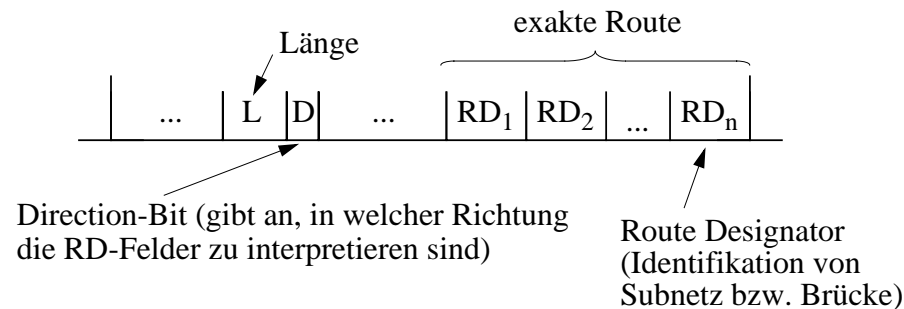 exakte Route
Länge
... L D ... RD₁ RD₂ ... RDₙ
Direction-Bit (gibt an, in welcher Richtung
die RD-Felder zu interpretieren sind)
Route Designator
(Identifikation von
Subnetz bzw. Brücke)